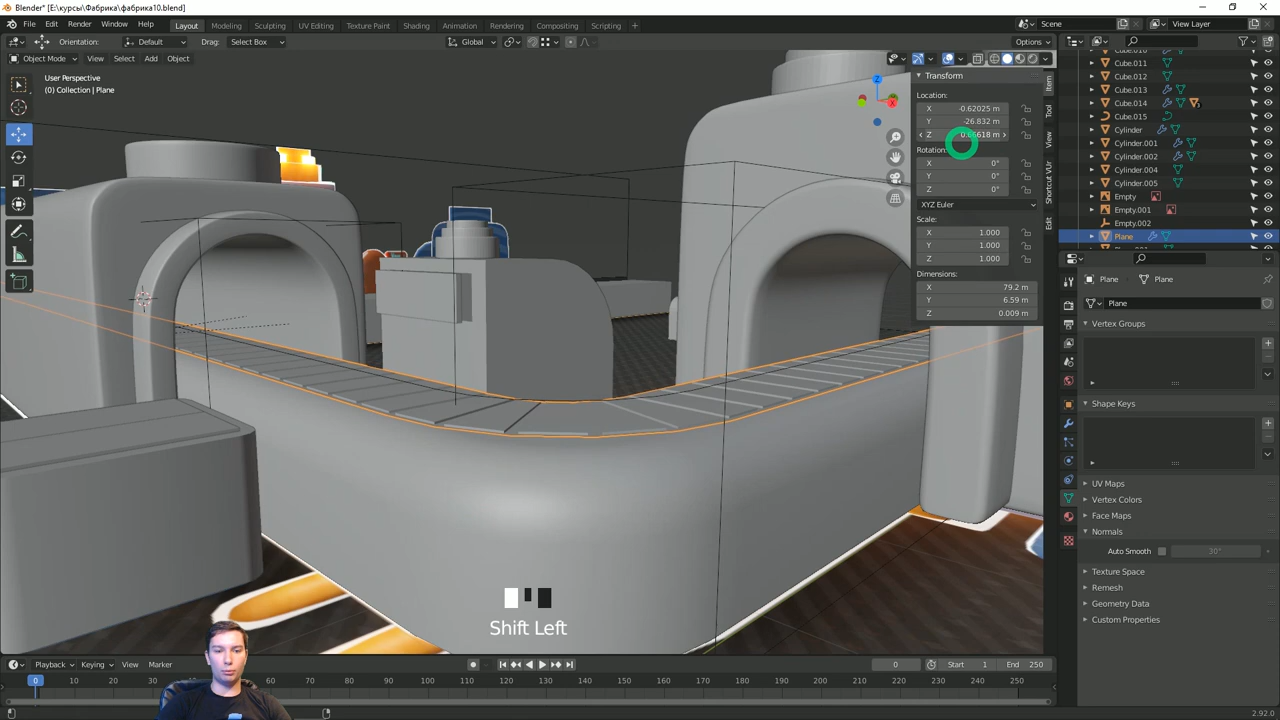 Blender* [E:\курсы\Фабрика\фабрика10.blend]
File Edit Render Window Help Layout Modeling Sculpting UV Editing Texture Paint Shading Animation Rendering Compositing Scripting + Scene View Layer
Orientation: Default Drag: Select Box Global Options
Object Mode View Select Add Object
User Perspective
(0) Collection | Plane
Transform
Location:
X -0.62025 m
Y -26.832 m
Rotation:
X 0°
Y 0°
Z 0°
XYZ Euler
Scale:
X 1.000
Y 1.000
Z 1.000
Dimensions:
X 79.2 m
Y 6.59 m
Z 0.009 m
Item
Tool
View
Shortcut VUr
Edit
X
Z
Cube.011
Cube.012
Cube.013
Cube.014
Cube.015
Cylinder
Cylinder.001
Cylinder.002
Cylinder.004
Cylinder.005
Empty
Empty.001
Empty.002
Plane
Plane Plane
Plane
Vertex Groups
Shape Keys
UV Maps
Vertex Colors
Face Maps
Normals
Auto Smooth 30°
Texture Space
Remesh
Geometry Data
Custom Properties
Shift Left
Playback Keying View Marker 0 Start 1 End 250
0 10 20 30 40 50 60 70 80 90 100 110 120 130 140 150 160 170 180 190 200 210 220 230 240 250
2.92.0